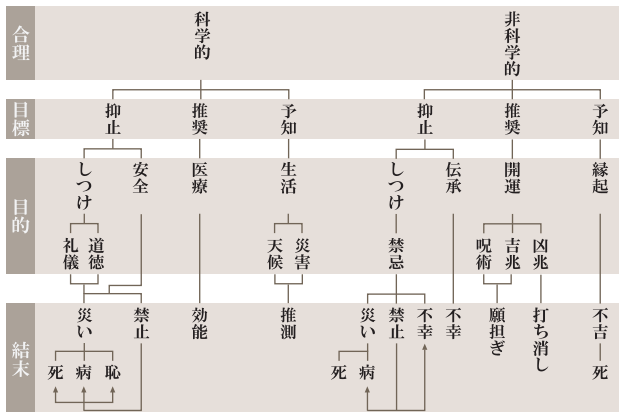 合理
科学的
非科学的
目標
抑止
推奨
予知
抑止
推奨
予知
目的
しつけ
安全
医療
生活
しつけ
伝承
開運
縁起
礼儀
道徳
天候
災害
禁忌
呪術
吉兆
凶兆
結末
災い
禁止
効能
推測
災い
禁止
不幸
不幸
願担ぎ
打ち消し
不吉
死
病
恥
死
病
死